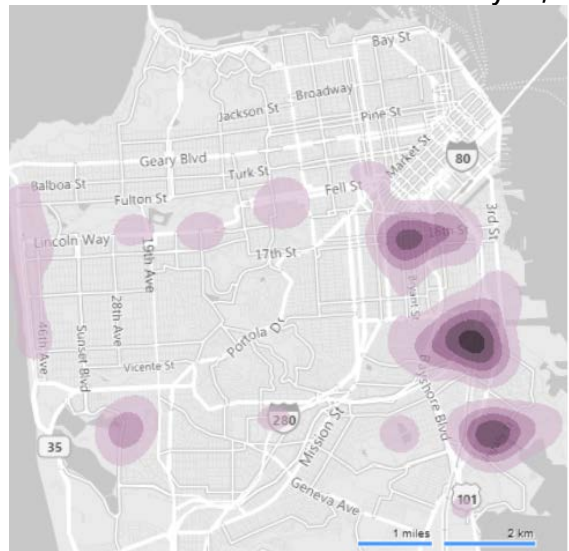 Bay St
Broadway
Jackson St
Pine St
Market St
80
Geary Blvd
Turk St
Balboa St
Fell St
Fulton St
3rd St
16th St
Lincoln Way
17th St
19th Ave
28th Ave
Bryant St
46th Ave
Sunset Blvd
Portola Dr
Vicente St
Bayshore Blvd
280
Mission St
35
Geneva Ave
101
1 miles
2 km